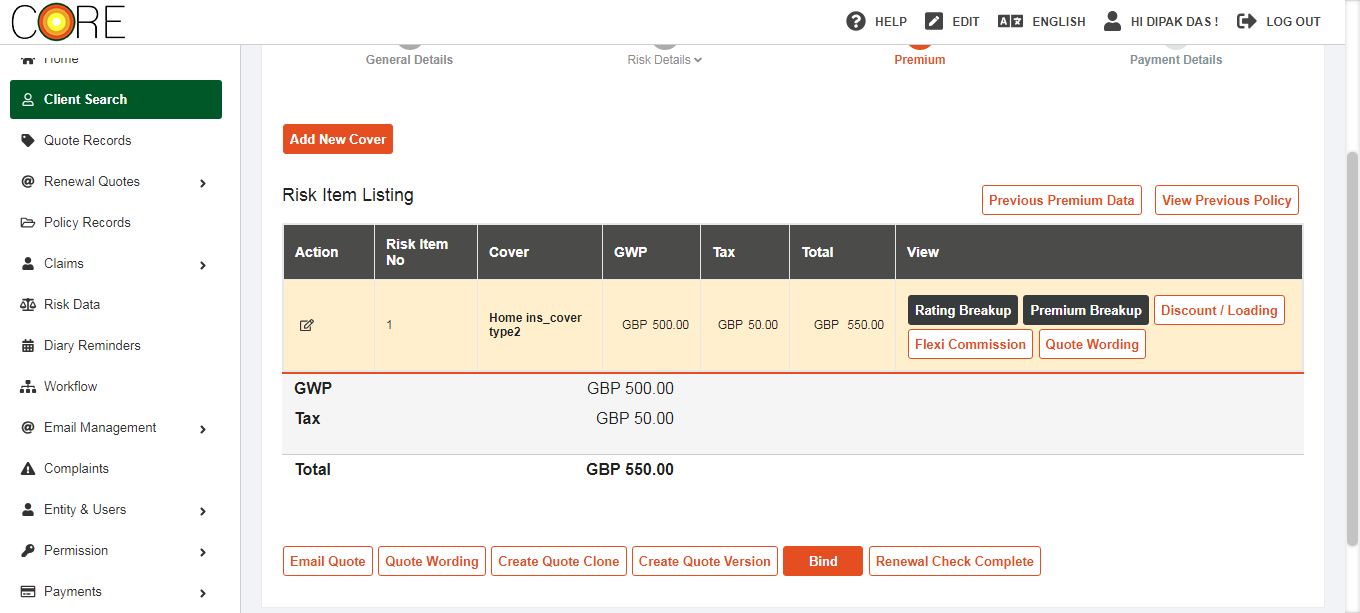 CORE
HELP
EDIT
ENGLISH
HI DIPAK DAS !
LOG OUT
Home
Client Search
Quote Records
Renewal Quotes
Policy Records
Claims
Risk Data
Diary Reminders
Workflow
Email Management
Complaints
Entity & Users
Permission
Payments
General Details
Risk Details
Premium
Payment Details
Add New Cover
Risk Item Listing
Previous Premium Data
View Previous Policy
Action
Risk Item
No
Cover
GWP
Tax
Total
View
1
Home ins_cover
type2
GBP 500.00
GBP 50.00
GBP 550.00
Rating Breakup
Premium Breakup
Discount / Loading
Flexi Commission
Quote Wording
GWP GBP 500.00
Tax GBP 50.00
Total GBP 550.00
Email Quote
Quote Wording
Create Quote Clone
Create Quote Version
Bind
Renewal Check Complete